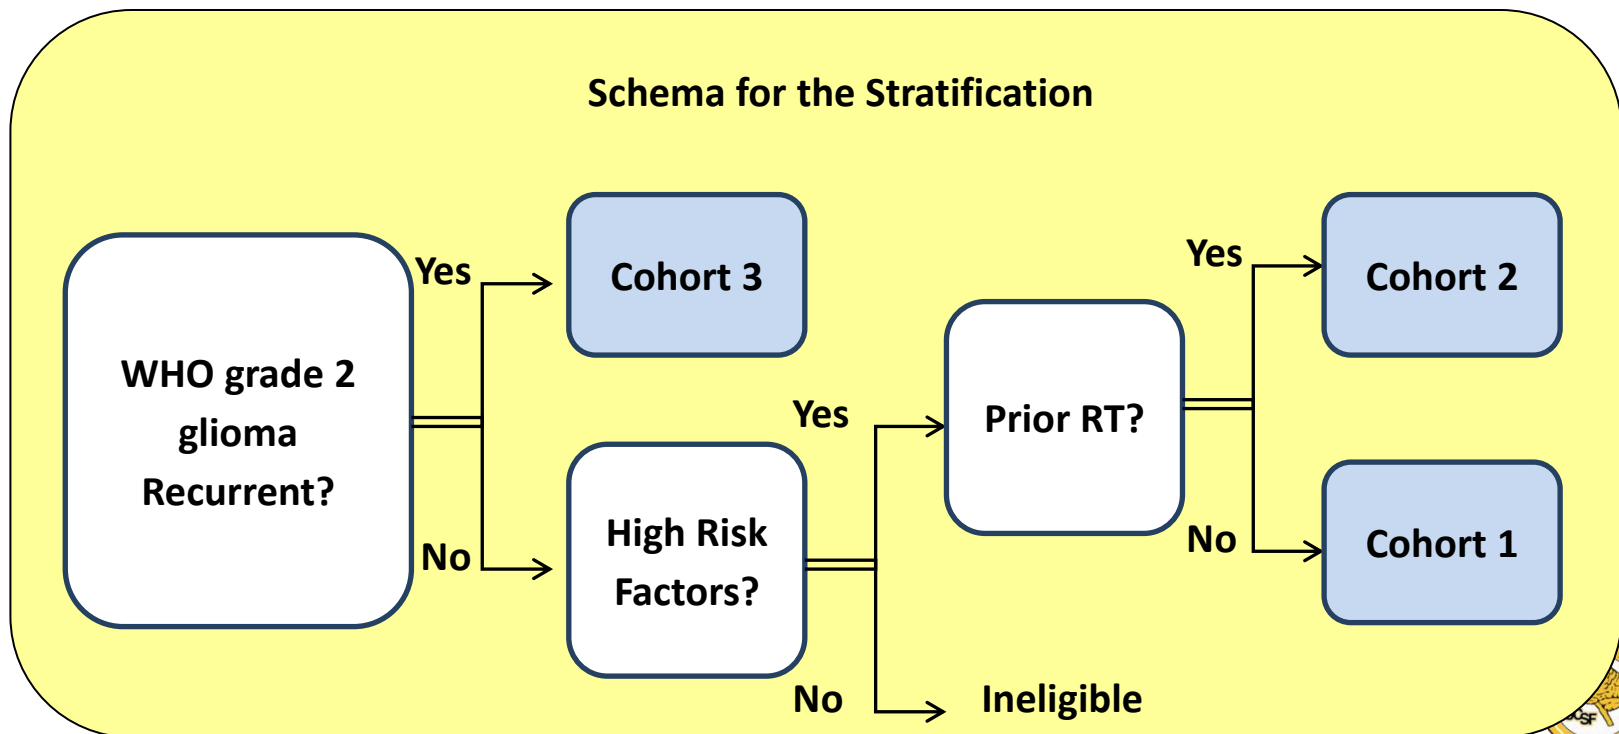 Schema for the Stratification
WHO grade 2
glioma
Recurrent?
Yes
No
Cohort 3
High Risk
Factors?
Yes
No
Prior RT?
Ineligible
Yes
No
Cohort 2
Cohort 1